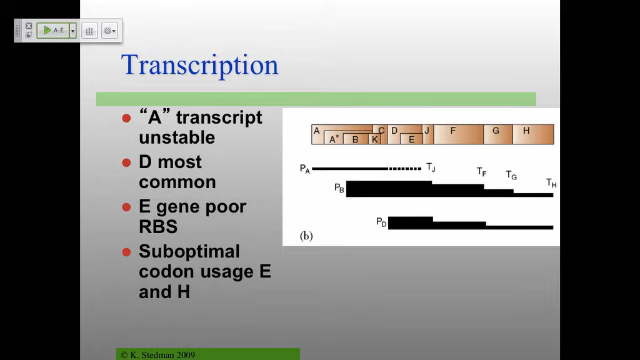 A-Z
Transcription
“A” transcript
unstable
D most
common
E gene poor
RBS
Suboptimal
codon usage E
and H
A C D J F G H
A* B K E
PA TJ TF TG TH
PB
PD
(b)
© K. Stedman 2009